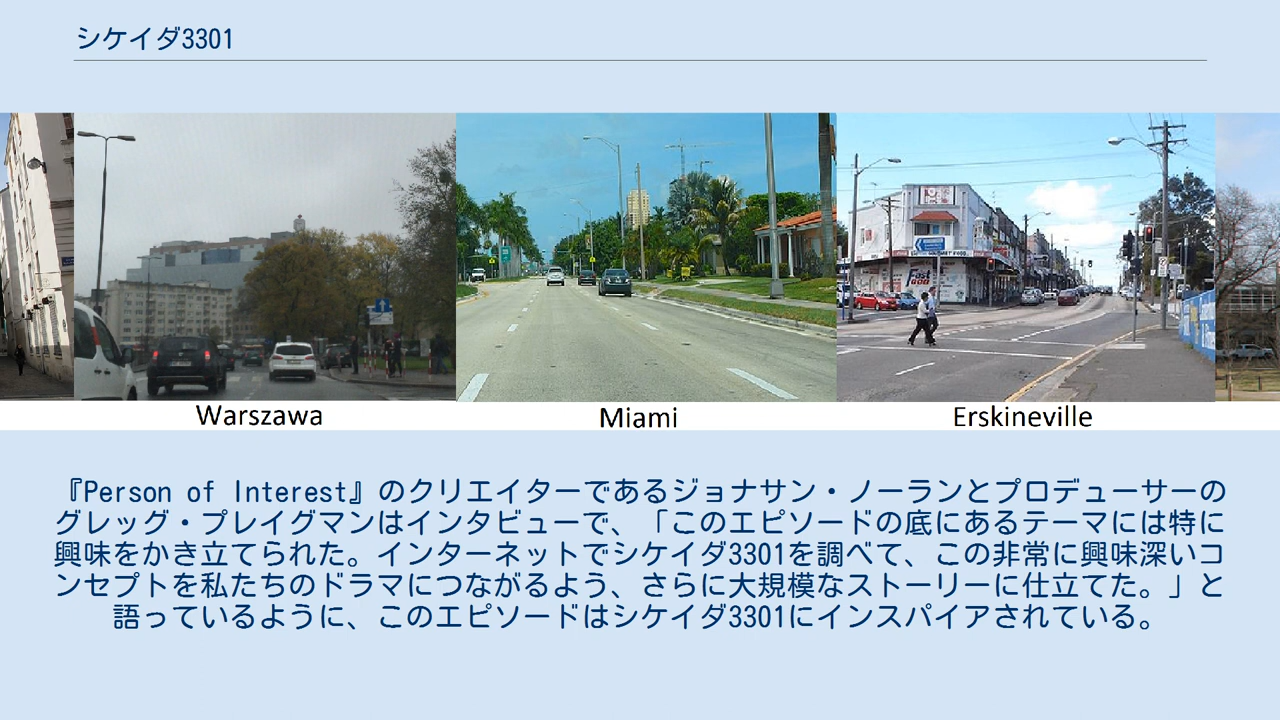 シケイダ3301
Fast
FOOD
Warszawa
Miami
Erskineville
『Person of Interest』のクリエイターであるジョナサン・ノーランとプロデューサーの
グレッグ・プレイグマンはインタビューで、「このエピソードの底にあるテーマには特に
興味をかき立てられた。インターネットでシケイダ3301を調べて、この非常に興味深いコ
ンセプトを私たちのドラマにつながるよう、さらに大規模なストーリーに仕立てた。」と
語っているように、このエピソードはシケイダ3301にインスパイアされている。